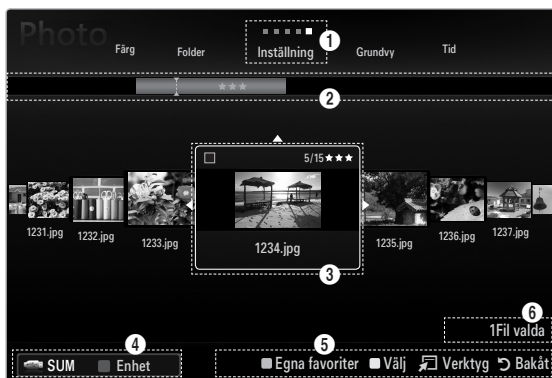 Photo
Färg Folder Inställning Grundvy Tid
1
2
5/15★★★
1231.jpg 1232.jpg 1233.jpg 1234.jpg 1235.jpg 1236.jpg 1237.jpg
3
6
1Fil valda
4 5
SUM Enhet Egna favoriter Välj Verktyg Bakåt